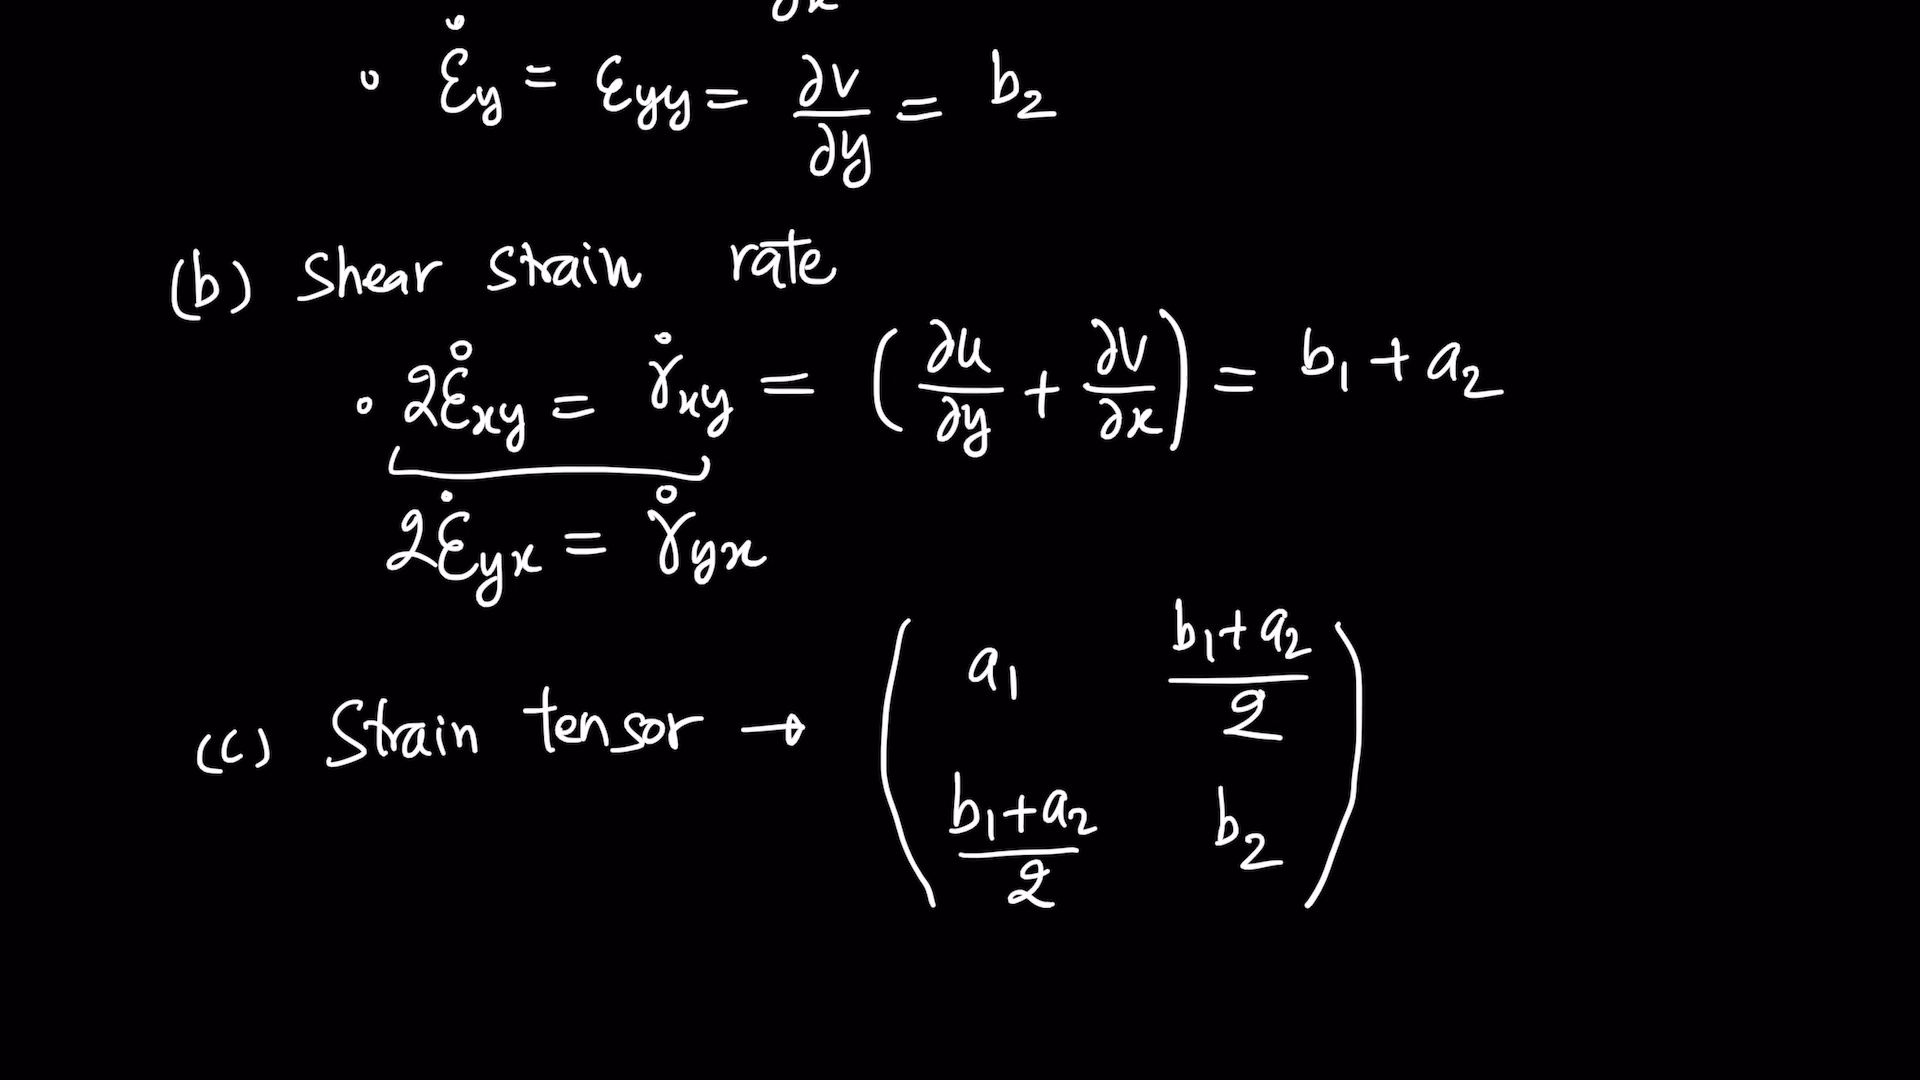 ∂x
• ε̇y = εyy = ∂v/∂y = b₂
(b) Shear strain rate
• 2ε̇xy = γ̇xy = (∂u/∂y + ∂v/∂x) = b₁ + a₂
2ε̇yx = γ̇yx
(c) Strain tensor → ( a₁ (b₁+a₂)/2
(b₁+a₂)/2 b₂ )